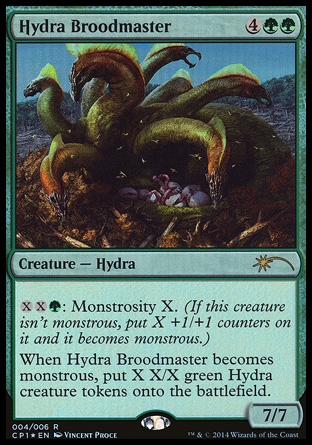 Hydra Broodmaster 4
Creature — Hydra
X X : Monstrosity X. (If this creature
isn't monstrous, put X +1/+1 counters on
it and it becomes monstrous.)
When Hydra Broodmaster becomes
monstrous, put X X/X green Hydra
creature tokens onto the battlefield.
7/7
004/006 R
CP1 ★ EN Vincent Proce
™ & © 2014 Wizards of the Coast